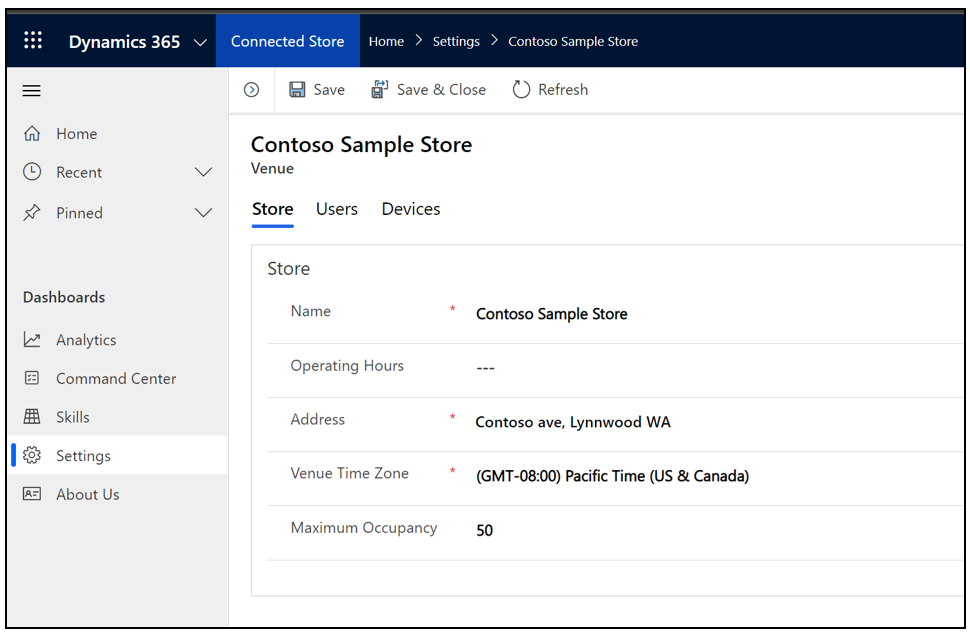 Dynamics 365 Connected Store Home > Settings > Contoso Sample Store
Save Save & Close Refresh
Home
Recent
Pinned
Dashboards
Analytics
Command Center
Skills
Settings
About Us
Contoso Sample Store
Venue
Store Users Devices
Store
Name * Contoso Sample Store
Operating Hours ---
Address * Contoso ave, Lynnwood WA
Venue Time Zone * (GMT-08:00) Pacific Time (US & Canada)
Maximum Occupancy 50